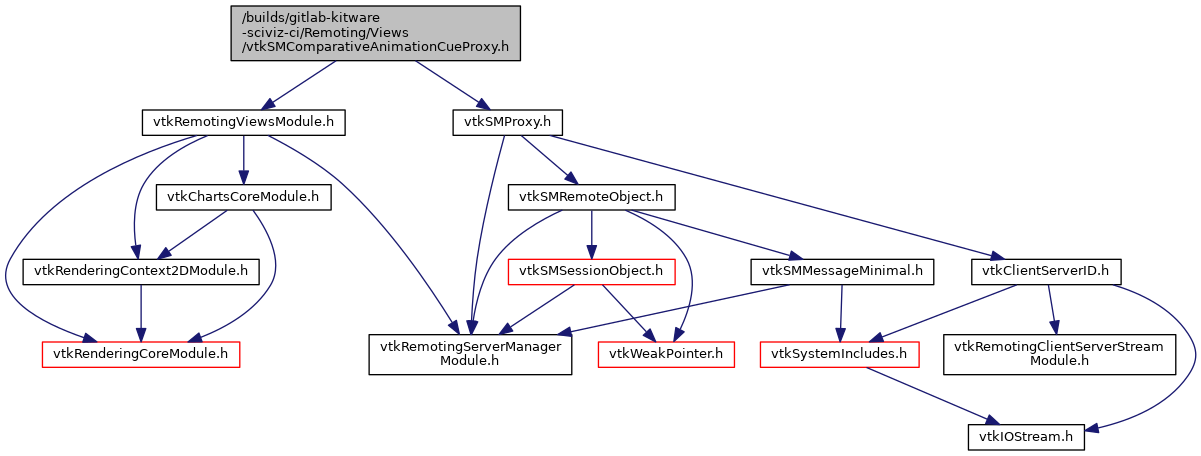 /builds/gitlab-kitware
-sciviz-ci/Remoting/Views
/vtkSMComparativeAnimationCueProxy.h
vtkRemotingViewsModule.h
vtkSMProxy.h
vtkChartsCoreModule.h
vtkSMRemoteObject.h
vtkRenderingContext2DModule.h
vtkSMSessionObject.h
vtkSMMessageMinimal.h
vtkClientServerID.h
vtkRenderingCoreModule.h
vtkRemotingServerManager
Module.h
vtkWeakPointer.h
vtkSystemIncludes.h
vtkRemotingClientServerStream
Module.h
vtkIOStream.h